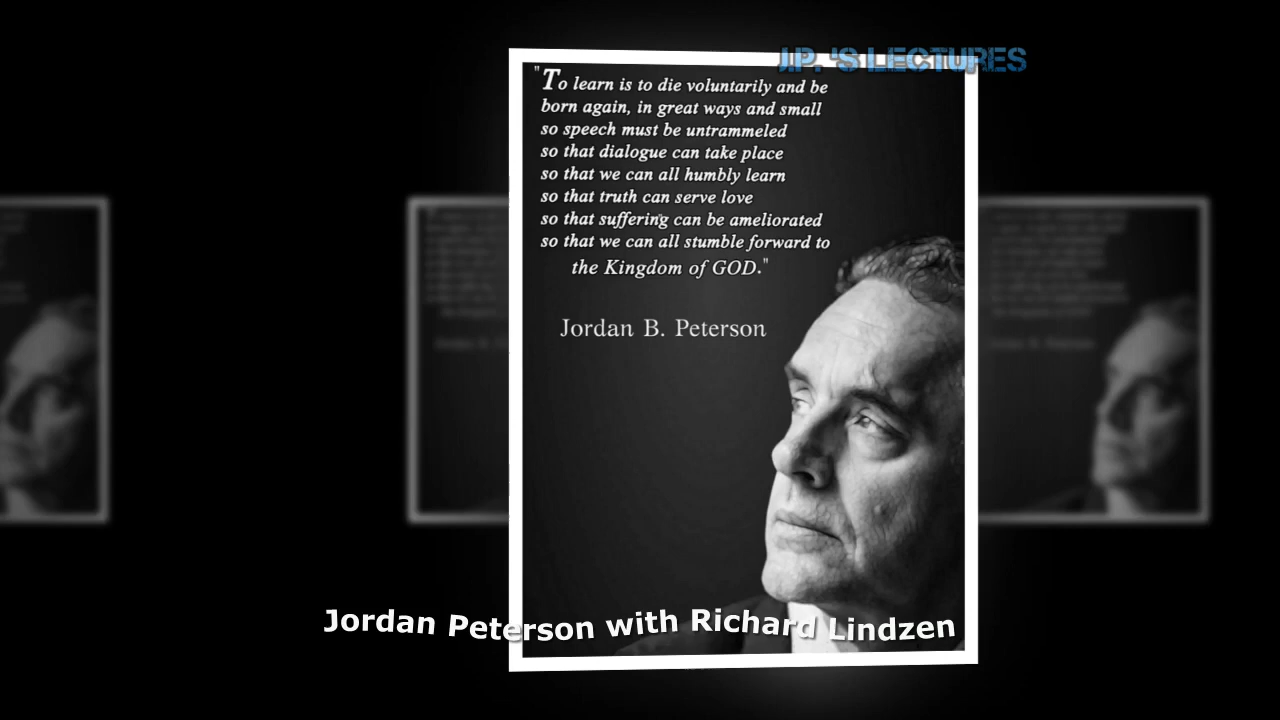 J.P. 'S LECTURES
"To learn is to die voluntarily and be
born again, in great ways and small
so speech must be untrammeled
so that dialogue can take place
so that we can all humbly learn
so that truth can serve love
so that suffering can be ameliorated
so that we can all stumble forward to
the Kingdom of GOD."
Jordan B. Peterson
Jordan Peterson with Richard Lindzen